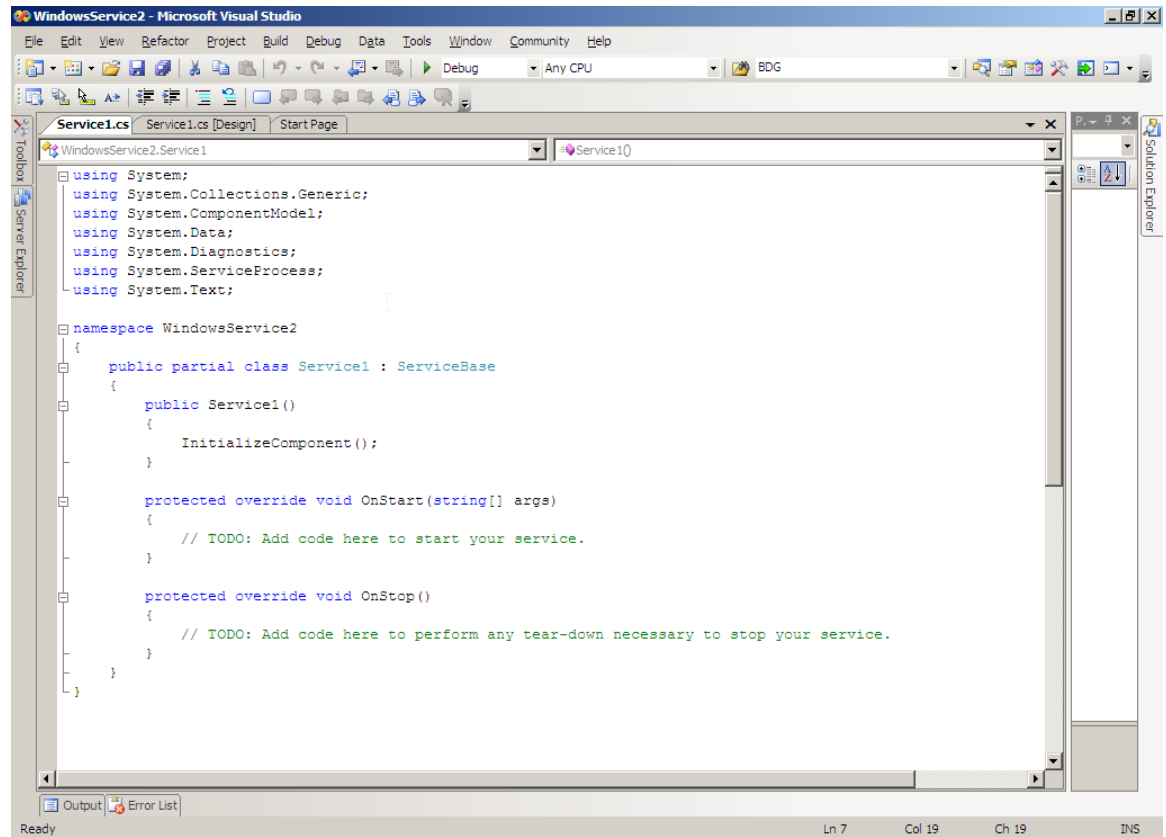 WindowsService2 - Microsoft Visual Studio
File Edit View Refactor Project Build Debug Data Tools Window Community Help
Debug Any CPU BDG
Service1.cs Service1.cs [Design] Start Page
P..
WindowsService2.Service1 Service1()
Toolbox
Server Explorer
Solution Explorer
using System;
using System.Collections.Generic;
using System.ComponentModel;
using System.Data;
using System.Diagnostics;
using System.ServiceProcess;
using System.Text;
namespace WindowsService2
{
public partial class Service1 : ServiceBase
{
public Service1()
{
InitializeComponent();
}
protected override void OnStart(string[] args)
{
// TODO: Add code here to start your service.
}
protected override void OnStop()
{
// TODO: Add code here to perform any tear-down necessary to stop your service.
}
}
}
Output Error List
Ready Ln 7 Col 19 Ch 19 INS